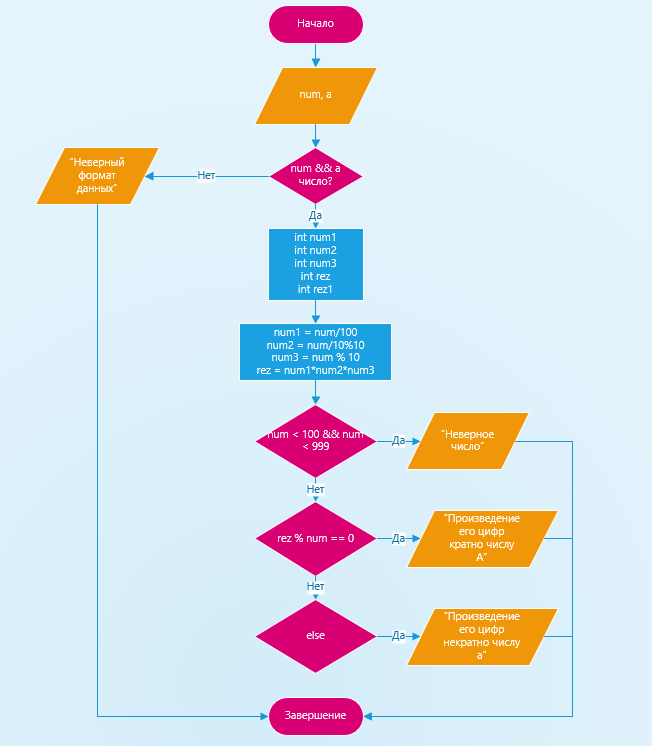 Начало
num, a
num && a
число?
Нет
"Неверный
формат
данных"
Да
int num1
int num2
int num3
int rez
int rez1
num1 = num/100
num2 = num/10%10
num3 = num % 10
rez = num1*num2*num3
num < 100 && num
< 999
Да
"Неверное
число"
Нет
rez % num == 0
Да
"Произведение
его цифр
кратно числу
A"
Нет
else
Да
"Произведение
его цифр
некратно числу
a"
Завершение